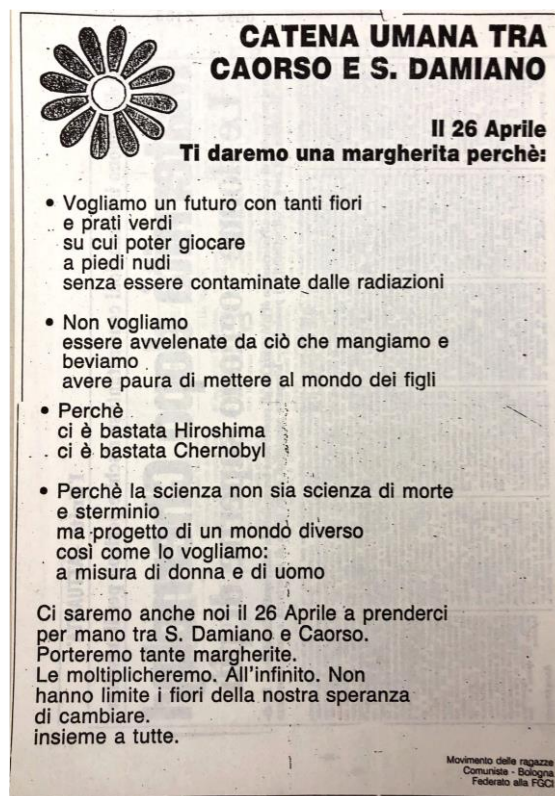 CATENA UMANA TRA
CAORSO E S. DAMIANO
Il 26 Aprile
Ti daremo una margherita perchè:
• Vogliamo un futuro con tanti fiori
e prati verdi
su cui poter giocare
a piedi nudi
senza essere contaminate dalle radiazioni
• Non vogliamo
essere avvelenate da ciò che mangiamo e
beviamo
avere paura di mettere al mondo dei figli
• Perchè
ci è bastata Hiroshima
ci è bastata Chernobyl
• Perchè la scienza non sia scienza di morte
e sterminio
ma progetto di un mondo diverso
così come lo vogliamo:
a misura di donna e di uomo
Ci saremo anche noi il 26 Aprile a prenderci
per mano tra S. Damiano e Caorso.
Porteremo tante margherite.
Le moltiplicheremo. All'infinito. Non
hanno limite i fiori della nostra speranza
di cambiare.
insieme a tutte.
Movimento delle ragazze
Comuniste - Bologna
Federato alla FGCI